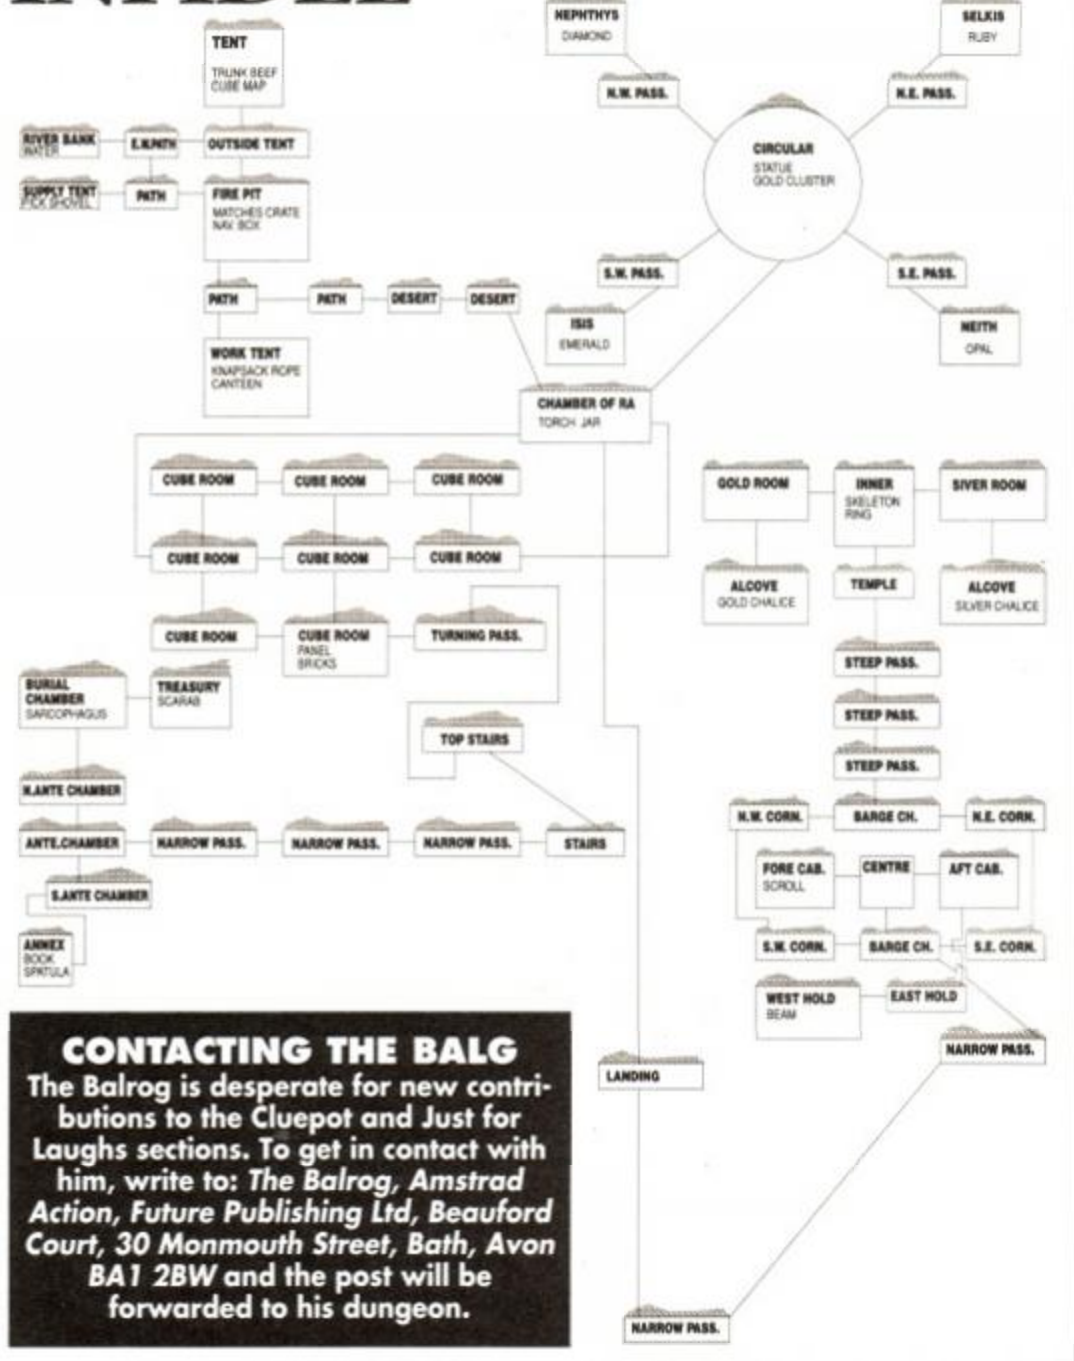 INFIDEL
TENT
TRUNK BEEF
CUBE MAP
RIVER BANK
WATER
E.N.PATH
OUTSIDE TENT
SUPPLY TENT
PICK SHOVEL
PATH
FIRE PIT
MATCHES CRATE
NAV. BOX
PATH
PATH
DESERT
DESERT
WORK TENT
KNAPSACK ROPE
CANTEEN
NEPHTHYS
DIAMOND
SELKIS
RUBY
N.W. PASS.
N.E. PASS.
CIRCULAR
STATUE
GOLD CLUSTER
S.W. PASS.
S.E. PASS.
ISIS
EMERALD
NEITH
OPAL
CHAMBER OF RA
TORCH JAR
CUBE ROOM
CUBE ROOM
CUBE ROOM
CUBE ROOM
CUBE ROOM
CUBE ROOM
CUBE ROOM
CUBE ROOM
PANEL
BRICKS
TURNING PASS.
GOLD ROOM
INNER
SKELETON
RING
SIVER ROOM
ALCOVE
GOLD CHALICE
TEMPLE
ALCOVE
SILVER CHALICE
STEEP PASS.
STEEP PASS.
STEEP PASS.
BURIAL
CHAMBER
SARCOPHAGUS
TREASURY
SCARAB
TOP STAIRS
N.ANTE CHAMBER
ANTE.CHAMBER
NARROW PASS.
NARROW PASS.
NARROW PASS.
STAIRS
S.ANTE CHAMBER
ANNEX
BOOK
SPATULA
N.W. CORN.
BARGE CH.
N.E. CORN.
FORE CAB.
SCROLL
CENTRE
AFT CAB.
S.W. CORN.
BARGE CH.
S.E. CORN.
WEST HOLD
BEAM
EAST HOLD
NARROW PASS.
LANDING
NARROW PASS.
CONTACTING THE BALG
The Balrog is desperate for new contri-
butions to the Cluepot and Just for
Laughs sections. To get in contact with
him, write to: The Balrog, Amstrad
Action, Future Publishing Ltd, Beauford
Court, 30 Monmouth Street, Bath, Avon
BA1 2BW and the post will be
forwarded to his dungeon.